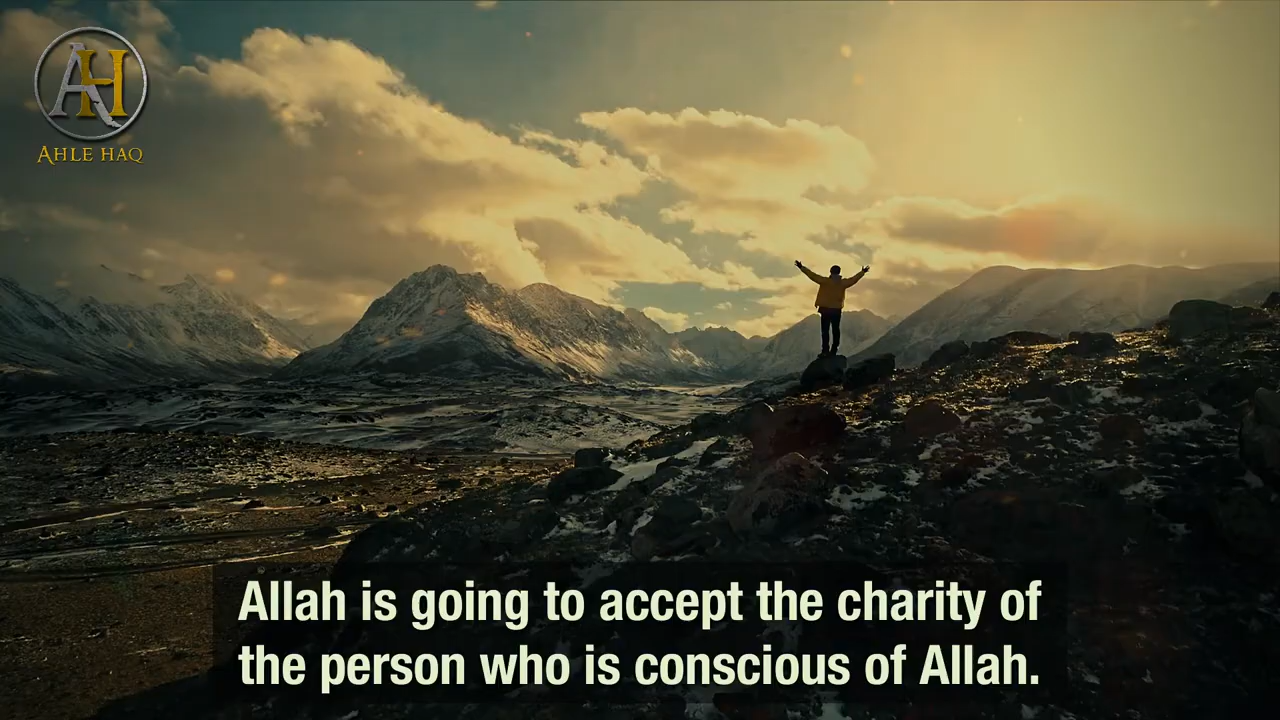 AH
AHLE HAQ
Allah is going to accept the charity of
the person who is conscious of Allah.